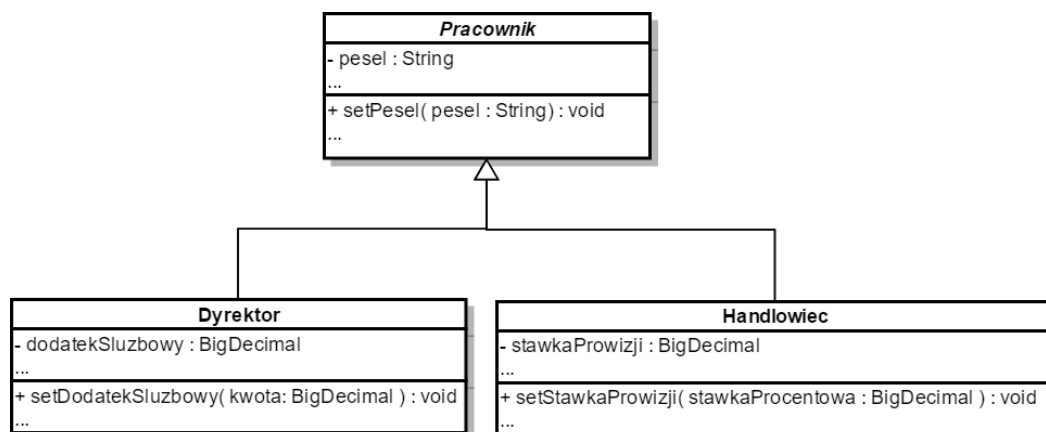 Pracownik
- pesel : String
...
+ setPesel( pesel : String) : void
...
Dyrektor
- dodatekSluzbowy : BigDecimal
...
+ setDodatekSluzbowy( kwota: BigDecimal ) : void
...
Handlowiec
- stawkaProwizji : BigDecimal
...
+ setStawkaProwizji( stawkaProcentowa : BigDecimal ) : void
...